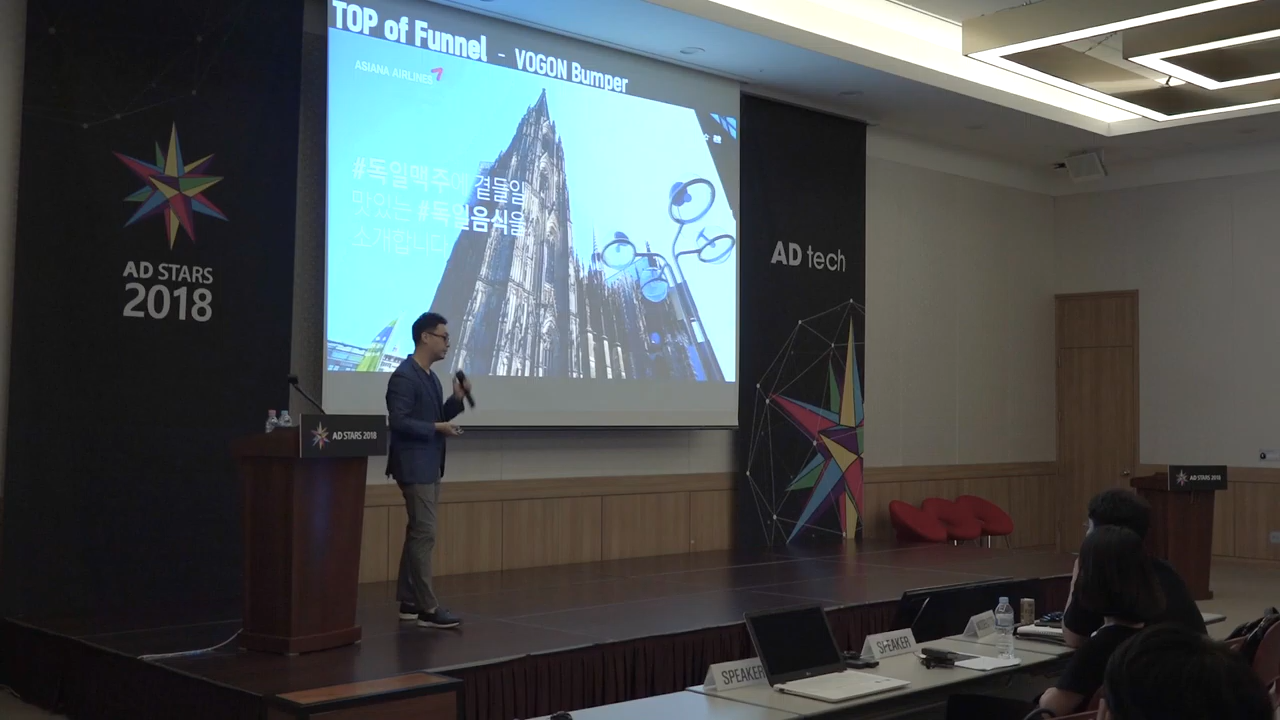 TOP of Funnel - VOGON Bumper
ASIANA AIRLINES
#독일맥주에 곁들일
맛있는 #독일음식을
소개합니다
AD STARS
2018
AD tech
AD STARS 2018
AD STARS 2018
SPEAKER
SPEAKER